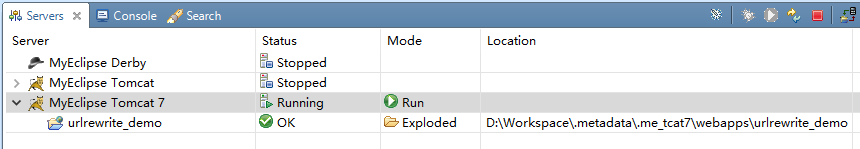 Servers Console Search
Server Status Mode Location
MyEclipse Derby Stopped
MyEclipse Tomcat Stopped
MyEclipse Tomcat 7 Running Run
urlrewrite_demo OK Exploded D:\Workspace\.metadata\.me_tcat7\webapps\urlrewrite_demo